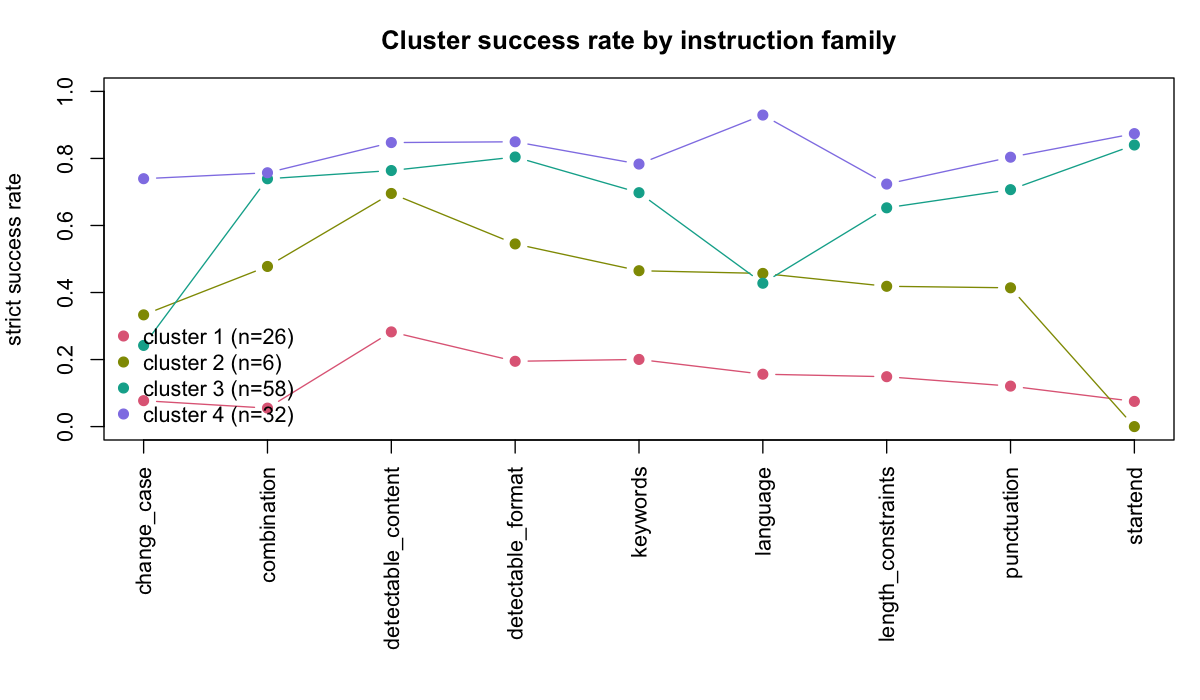 Cluster success rate by instruction family
strict success rate
1.0
0.8
0.6
0.4
0.2
0.0
cluster 1 (n=26)
cluster 2 (n=6)
cluster 3 (n=58)
cluster 4 (n=32)
change_case
combination
detectable_content
detectable_format
keywords
language
length_constraints
punctuation
startend